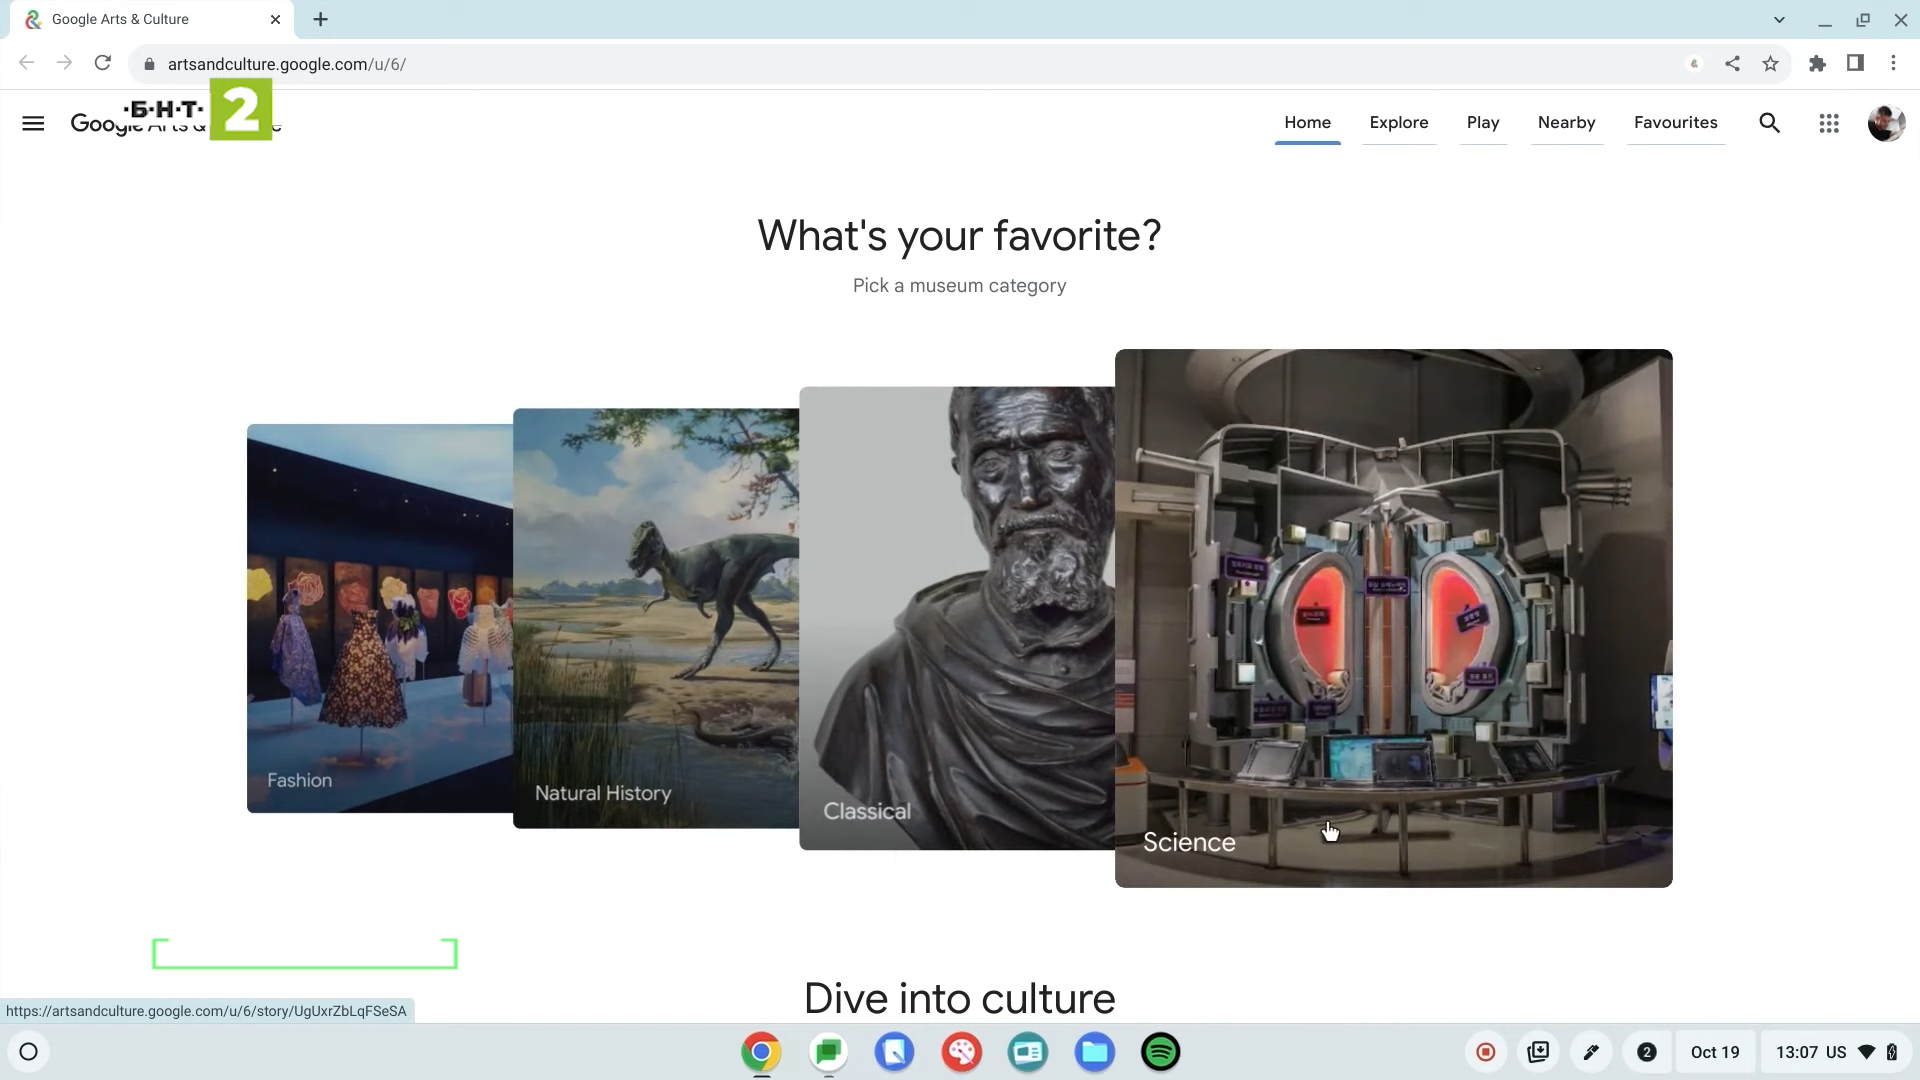 Google Arts & Culture
artsandculture.google.com/u/6/
·Б·Н·Т· 2
Home
Explore
Play
Nearby
Favourites
What's your favorite?
Pick a museum category
Fashion
Natural History
Classical
Science
Dive into culture
https://artsandculture.google.com/u/6/story/UgUxrZbLqFSeSA
2
Oct 19
13:07 US